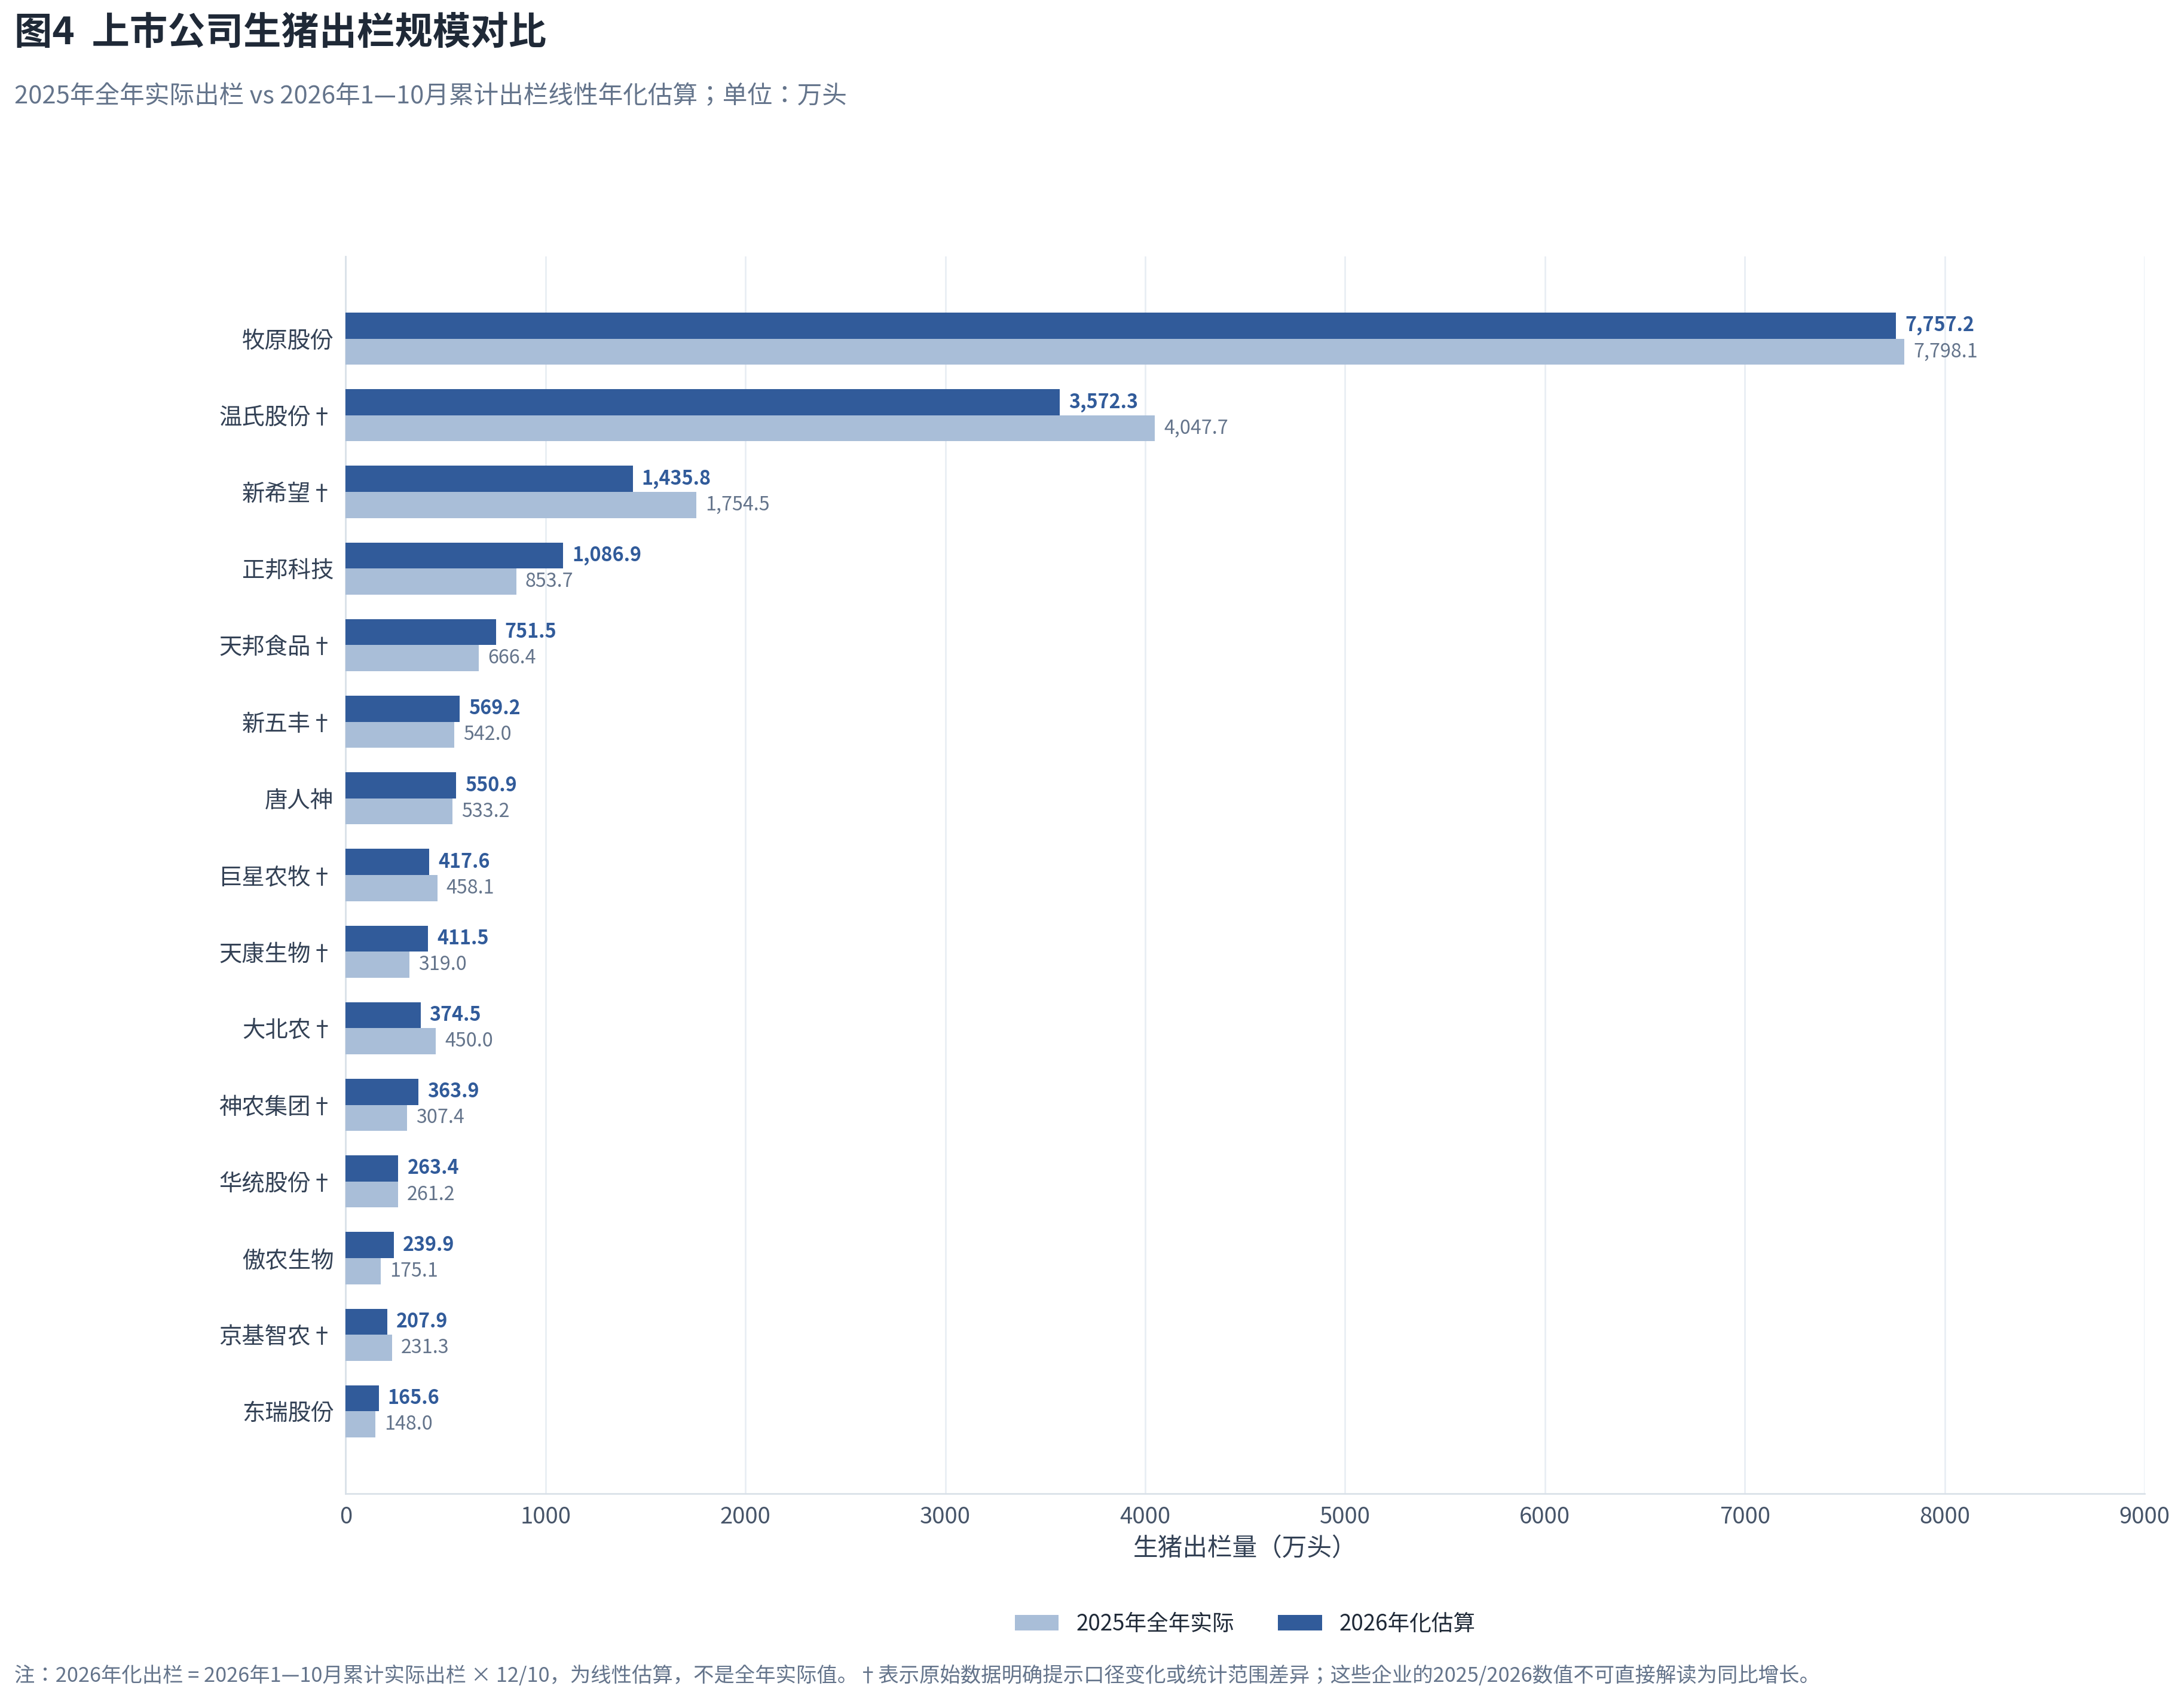 图4 上市公司生猪出栏规模对比
2025年全年实际出栏 vs 2026年1—10月累计出栏线性年化估算；单位：万头
牧原股份
7,757.2
7,798.1
温氏股份†
3,572.3
4,047.7
新希望†
1,435.8
1,754.5
正邦科技
1,086.9
853.7
天邦食品†
751.5
666.4
新五丰†
569.2
542.0
唐人神
550.9
533.2
巨星农牧†
417.6
458.1
天康生物†
411.5
319.0
大北农†
374.5
450.0
神农集团†
363.9
307.4
华统股份†
263.4
261.2
傲农生物
239.9
175.1
京基智农†
207.9
231.3
东瑞股份
165.6
148.0
0 1000 2000 3000 4000 5000 6000 7000 8000 9000
生猪出栏量（万头）
2025年全年实际 2026年化估算
注：2026年化出栏 = 2026年1—10月累计实际出栏 × 12/10，为线性估算，不是全年实际值。 † 表示原始数据明确提示口径变化或统计范围差异；这些企业的2025/2026数值不可直接解读为同比增长。